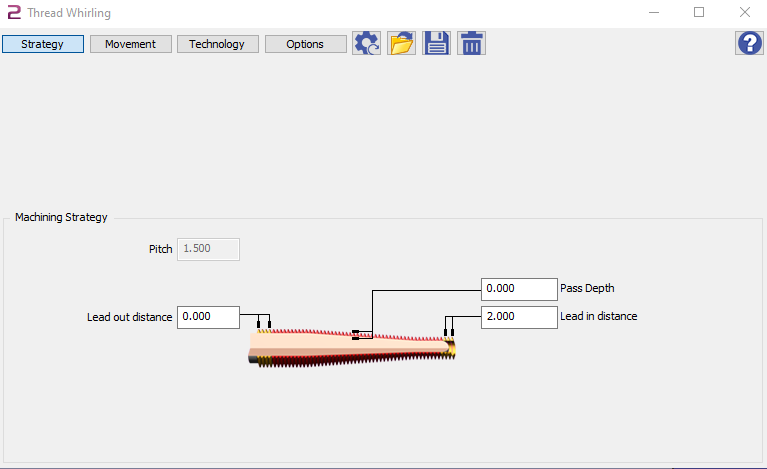 Thread Whirling
Strategy Movement Technology Options
Machining Strategy
Pitch 1.500
0.000 Pass Depth
Lead out distance 0.000 2.000 Lead in distance